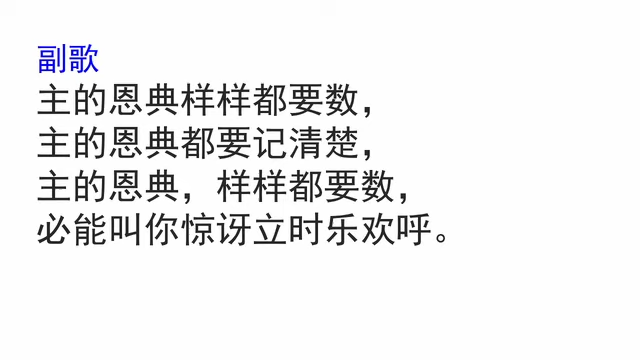 副歌
主的恩典样样都要数，
主的恩典都要记清楚，
主的恩典，样样都要数，
必能叫你惊讶立时乐欢呼。